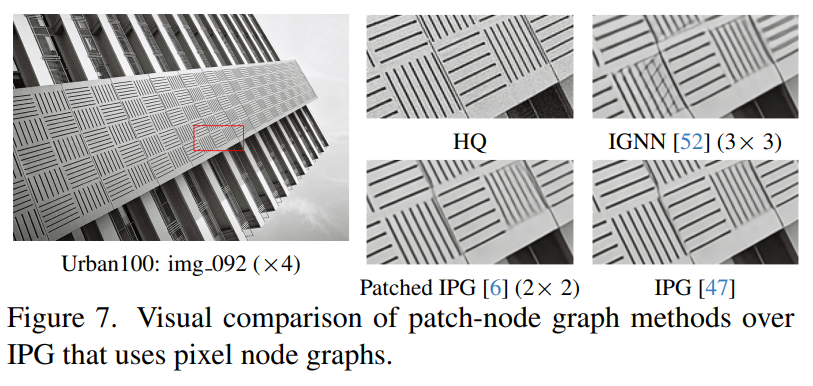 HQ
IGNN [52] (3× 3)
Urban100: img_092 (×4)
Patched IPG [6] (2× 2)
IPG [47]
Figure 7. Visual comparison of patch-node graph methods over
IPG that uses pixel node graphs.